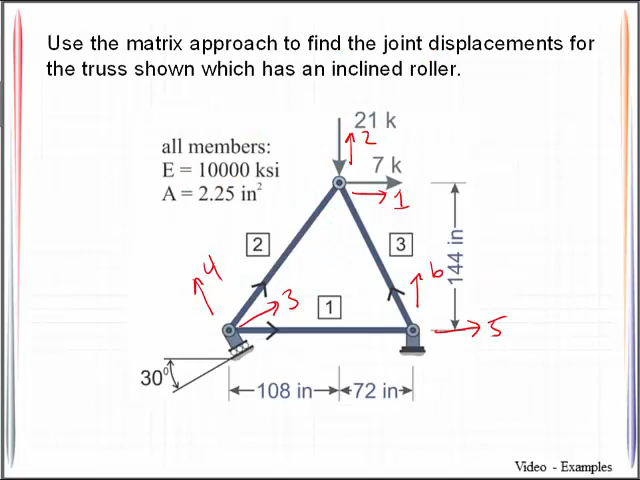 Use the matrix approach to find the joint displacements for
the truss shown which has an inclined roller.
21 k
2
all members:
E = 10000 ksi
A = 2.25 in²
7 k
1
2
3
144 in
4
3
6
1
5
30⁰
108 in
72 in
Video - Examples